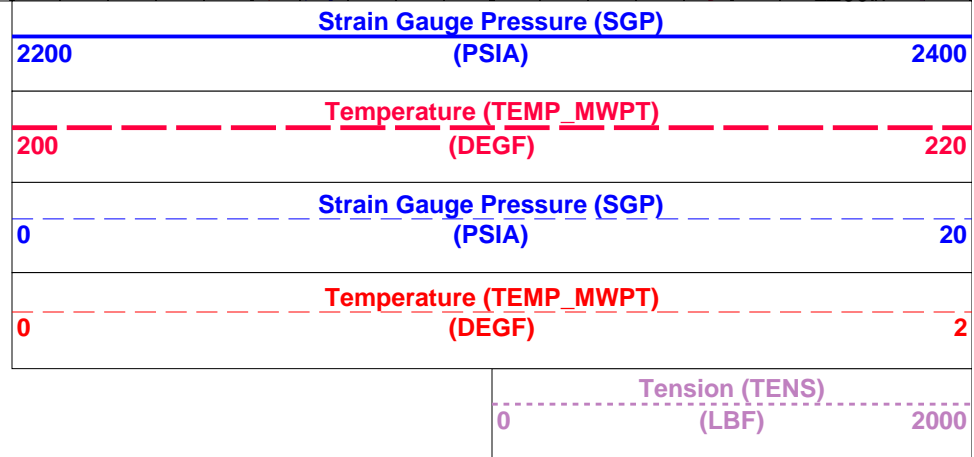 Strain Gauge Pressure (SGP)
2200 (PSIA) 2400
Temperature (TEMP_MWPT)
200 (DEGF) 220
Strain Gauge Pressure (SGP)
0 (PSIA) 20
Temperature (TEMP_MWPT)
0 (DEGF) 2
Tension (TENS)
0 (LBF) 2000